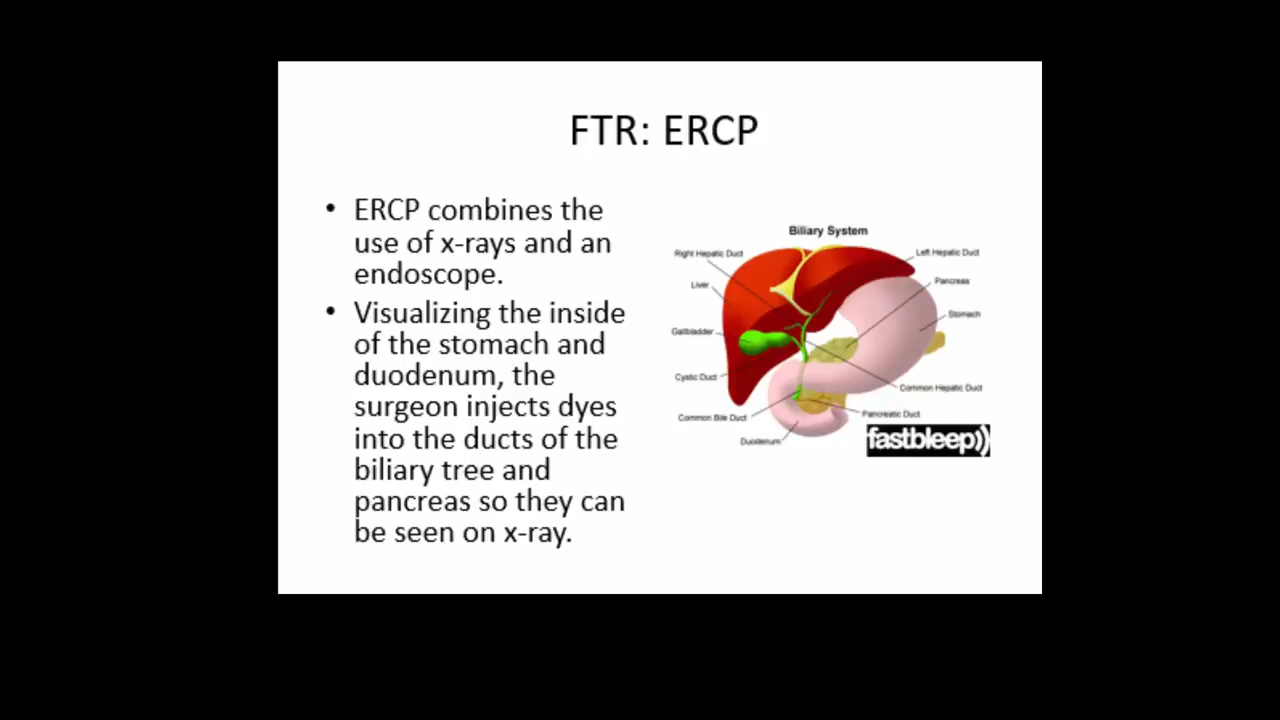 FTR: ERCP
• ERCP combines the
use of x-rays and an
endoscope.
• Visualizing the inside
of the stomach and
duodenum, the
surgeon injects dyes
into the ducts of the
biliary tree and
pancreas so they can
be seen on x-ray.
Biliary System
Right Hepatic Duct
Left Hepatic Duct
Liver
Pancreas
Stomach
Gallbladder
Cystic Duct
Common Hepatic Duct
Common Bile Duct
Pancreatic Duct
Duodenum
fastbleep))